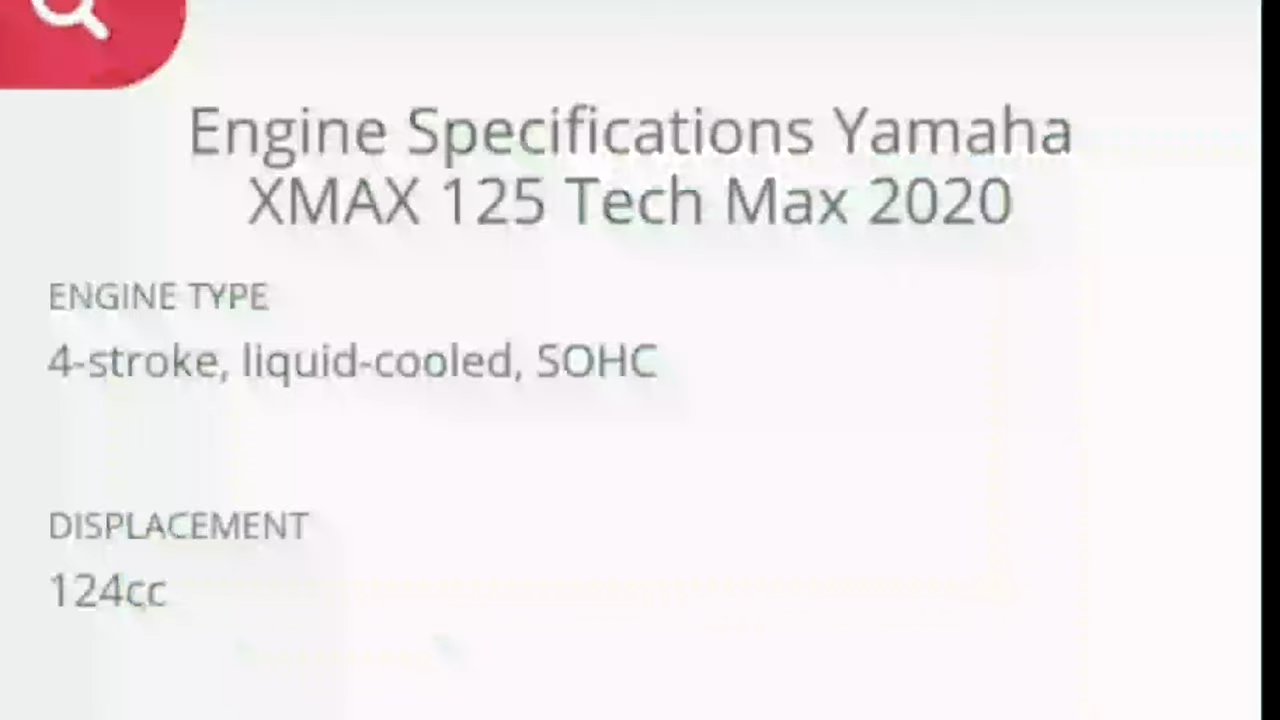 Engine Specifications Yamaha
XMAX 125 Tech Max 2020
ENGINE TYPE
4-stroke, liquid-cooled, SOHC
DISPLACEMENT
124cc